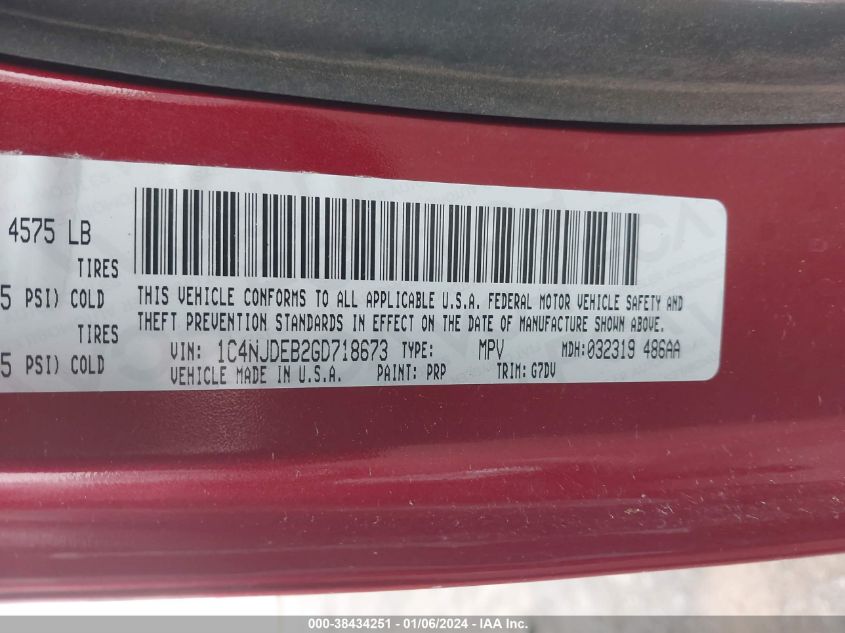 4575 LB
TIRES
5 PSI) COLD
TIRES
5 PSI) COLD
THIS VEHICLE CONFORMS TO ALL APPLICABLE U.S.A. FEDERAL MOTOR VEHICLE SAFETY AND
THEFT PREVENTION STANDARDS IN EFFECT ON THE DATE OF MANUFACTURE SHOWN ABOVE.
VIN: 1C4NJDEB2GD718673 TYPE: MPV MDH:032319 486AA
VEHICLE MADE IN U.S.A. PAINT: PRP TRIM: G7DV
000-38434251 - 01/06/2024 - IAA Inc.